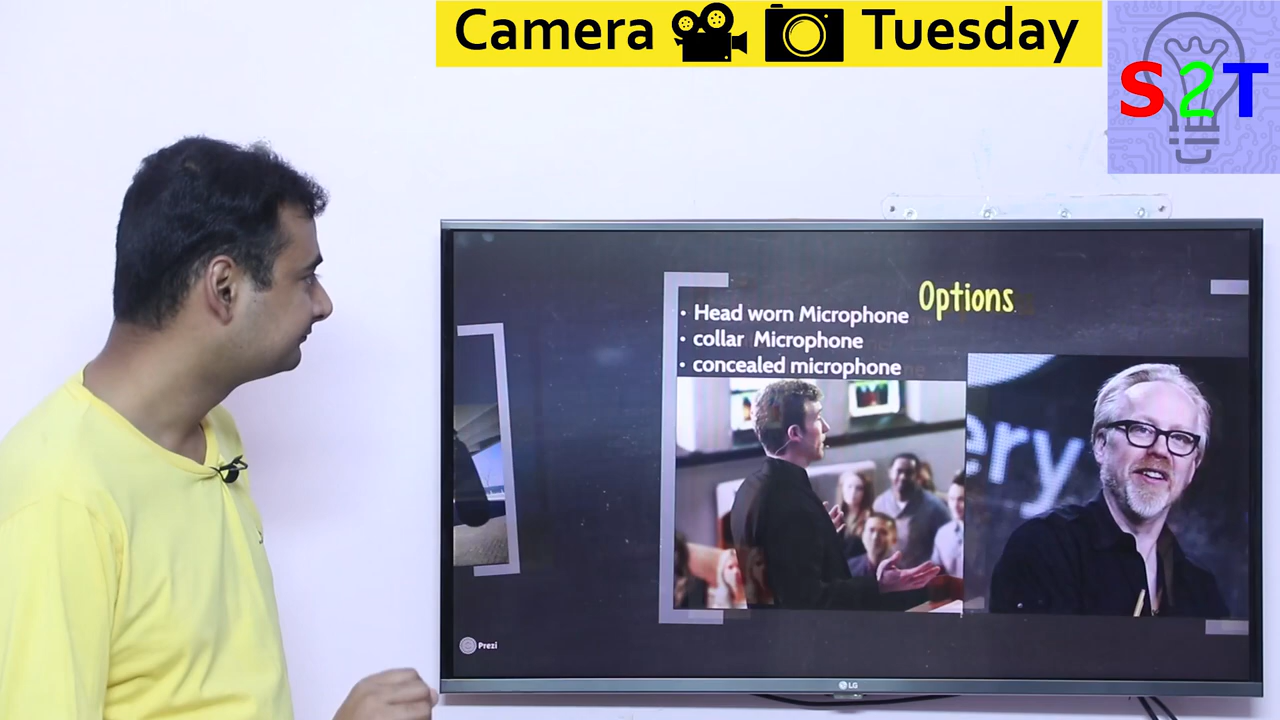 Camera Tuesday
S2T
Options
• Head worn Microphone
• collar Microphone
• concealed microphone
ery
Prezi
LG